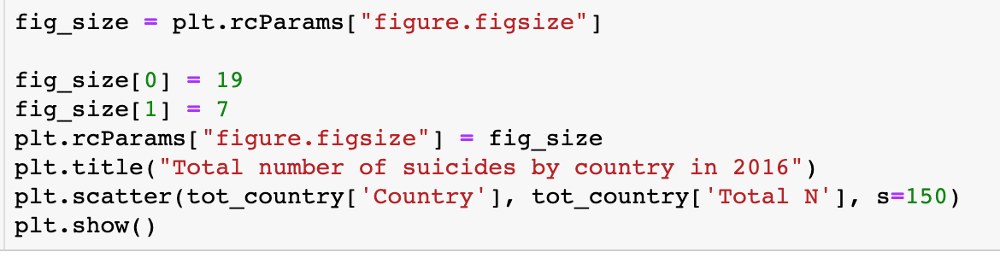 fig_size = plt.rcParams["figure.figsize"]
fig_size[0] = 19
fig_size[1] = 7
plt.rcParams["figure.figsize"] = fig_size
plt.title("Total number of suicides by country in 2016")
plt.scatter(tot_country['Country'], tot_country['Total N'], s=150)
plt.show()